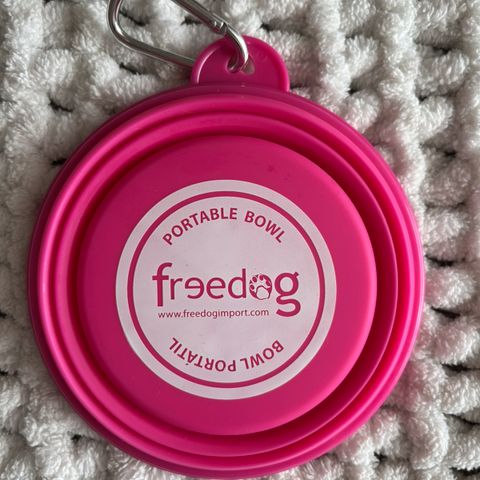 PORTABLE BOWL
freedog
www.freedogimport.com
BOWL PORTÁTIL